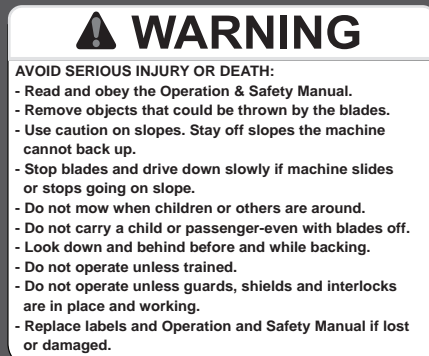 WARNING
AVOID SERIOUS INJURY OR DEATH:
- Read and obey the Operation & Safety Manual.
- Remove objects that could be thrown by the blades.
- Use caution on slopes. Stay off slopes the machine
cannot back up.
- Stop blades and drive down slowly if machine slides
or stops going on slope.
- Do not mow when children or others are around.
- Do not carry a child or passenger-even with blades off.
- Look down and behind before and while backing.
- Do not operate unless trained.
- Do not operate unless guards, shields and interlocks
are in place and working.
- Replace labels and Operation and Safety Manual if lost
or damaged.